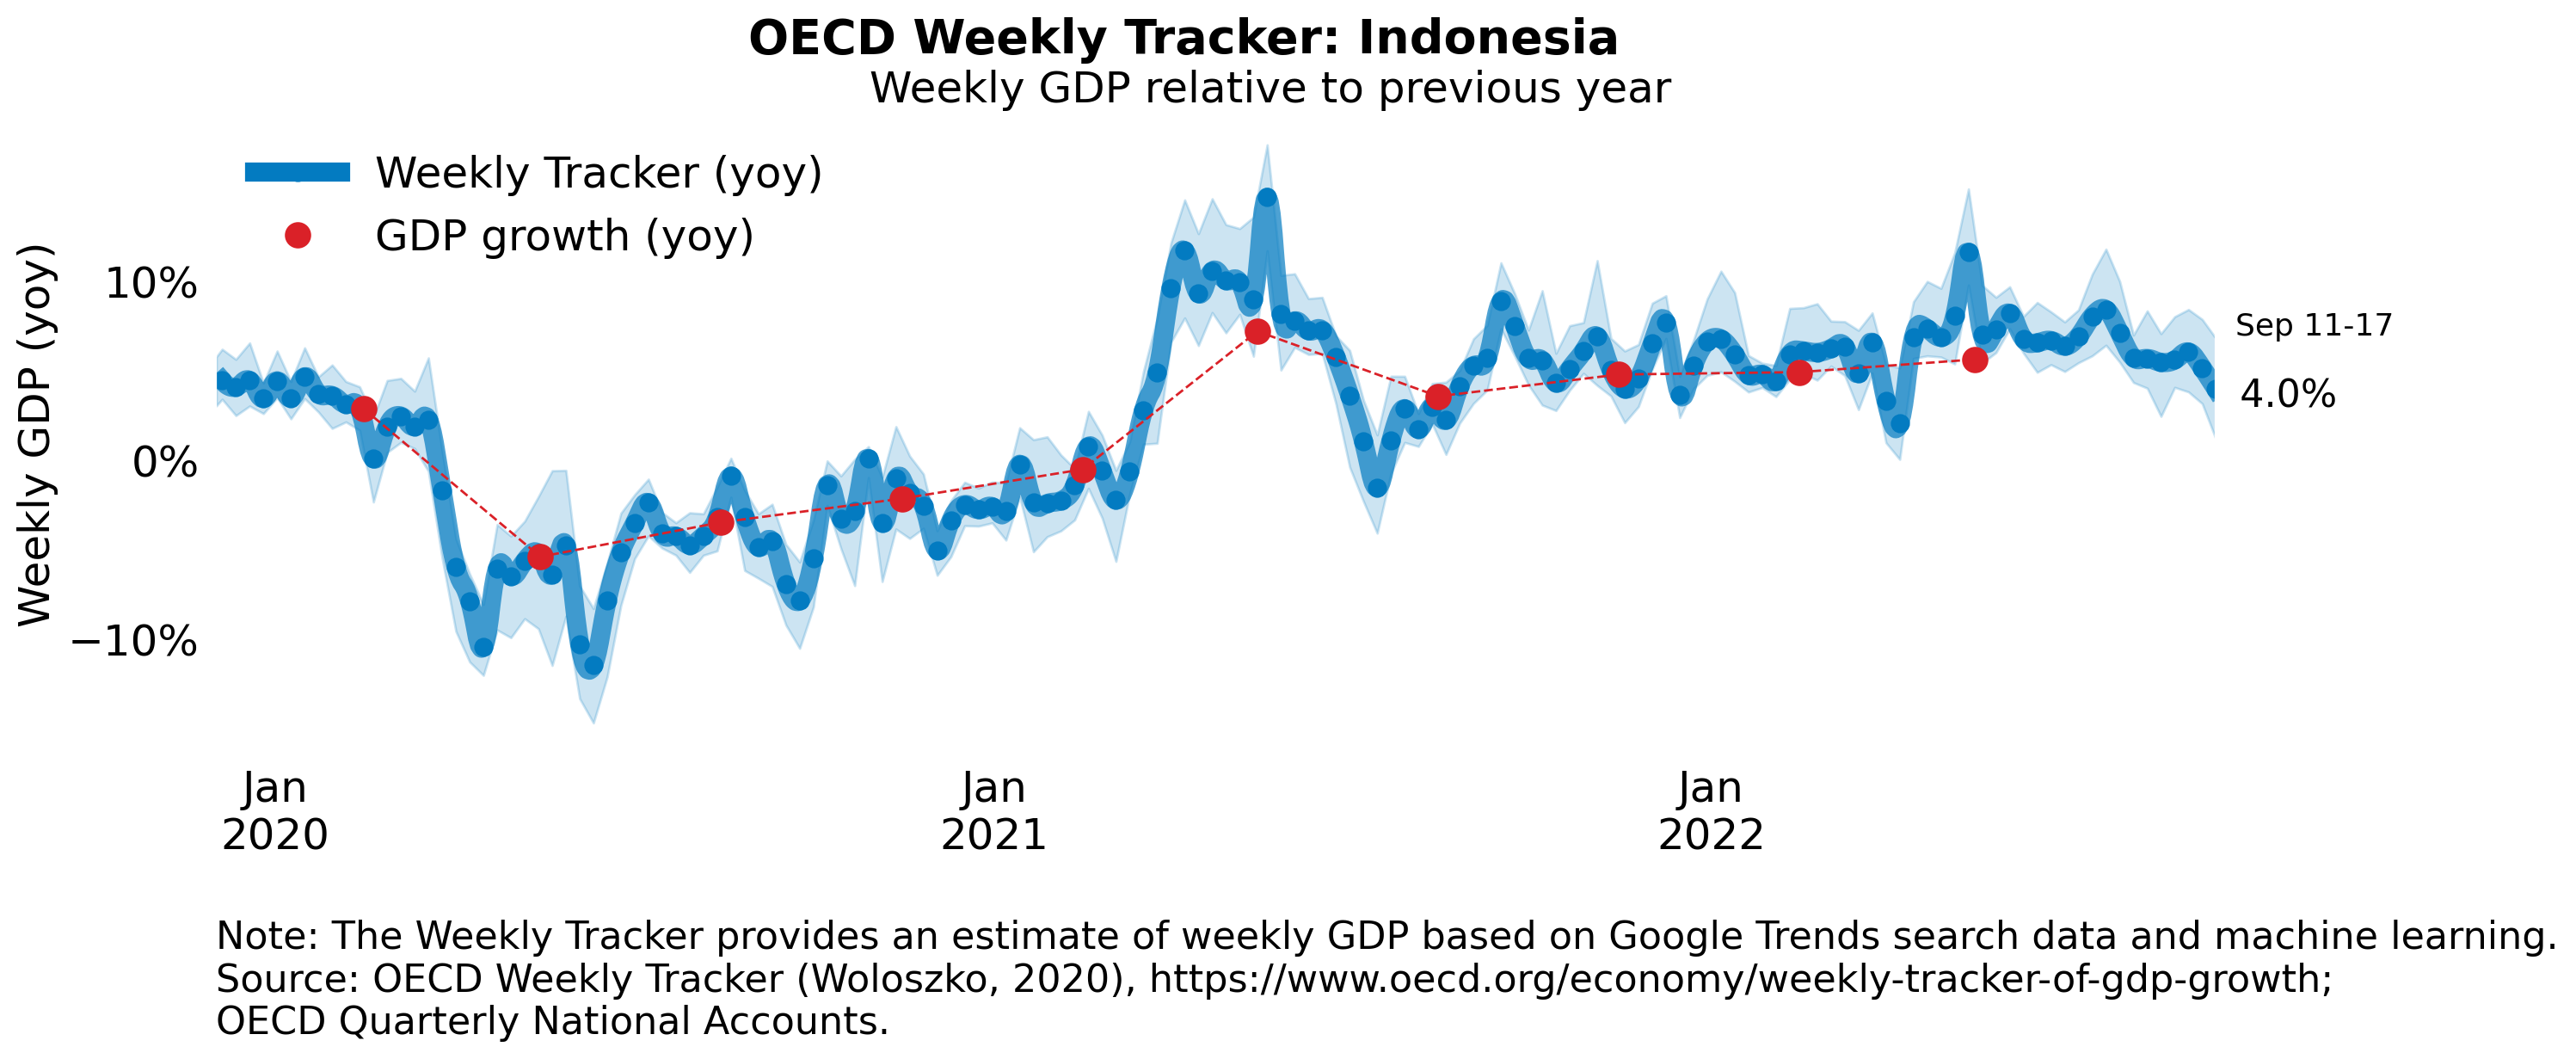 OECD Weekly Tracker: Indonesia
Weekly GDP relative to previous year
Weekly Tracker (yoy)
GDP growth (yoy)
Weekly GDP (yoy)
10%
0%
−10%
Sep 11-17
4.0%
Jan
2020
Jan
2021
Jan
2022
Note: The Weekly Tracker provides an estimate of weekly GDP based on Google Trends search data and machine learning.
Source: OECD Weekly Tracker (Woloszko, 2020), https://www.oecd.org/economy/weekly-tracker-of-gdp-growth;
OECD Quarterly National Accounts.